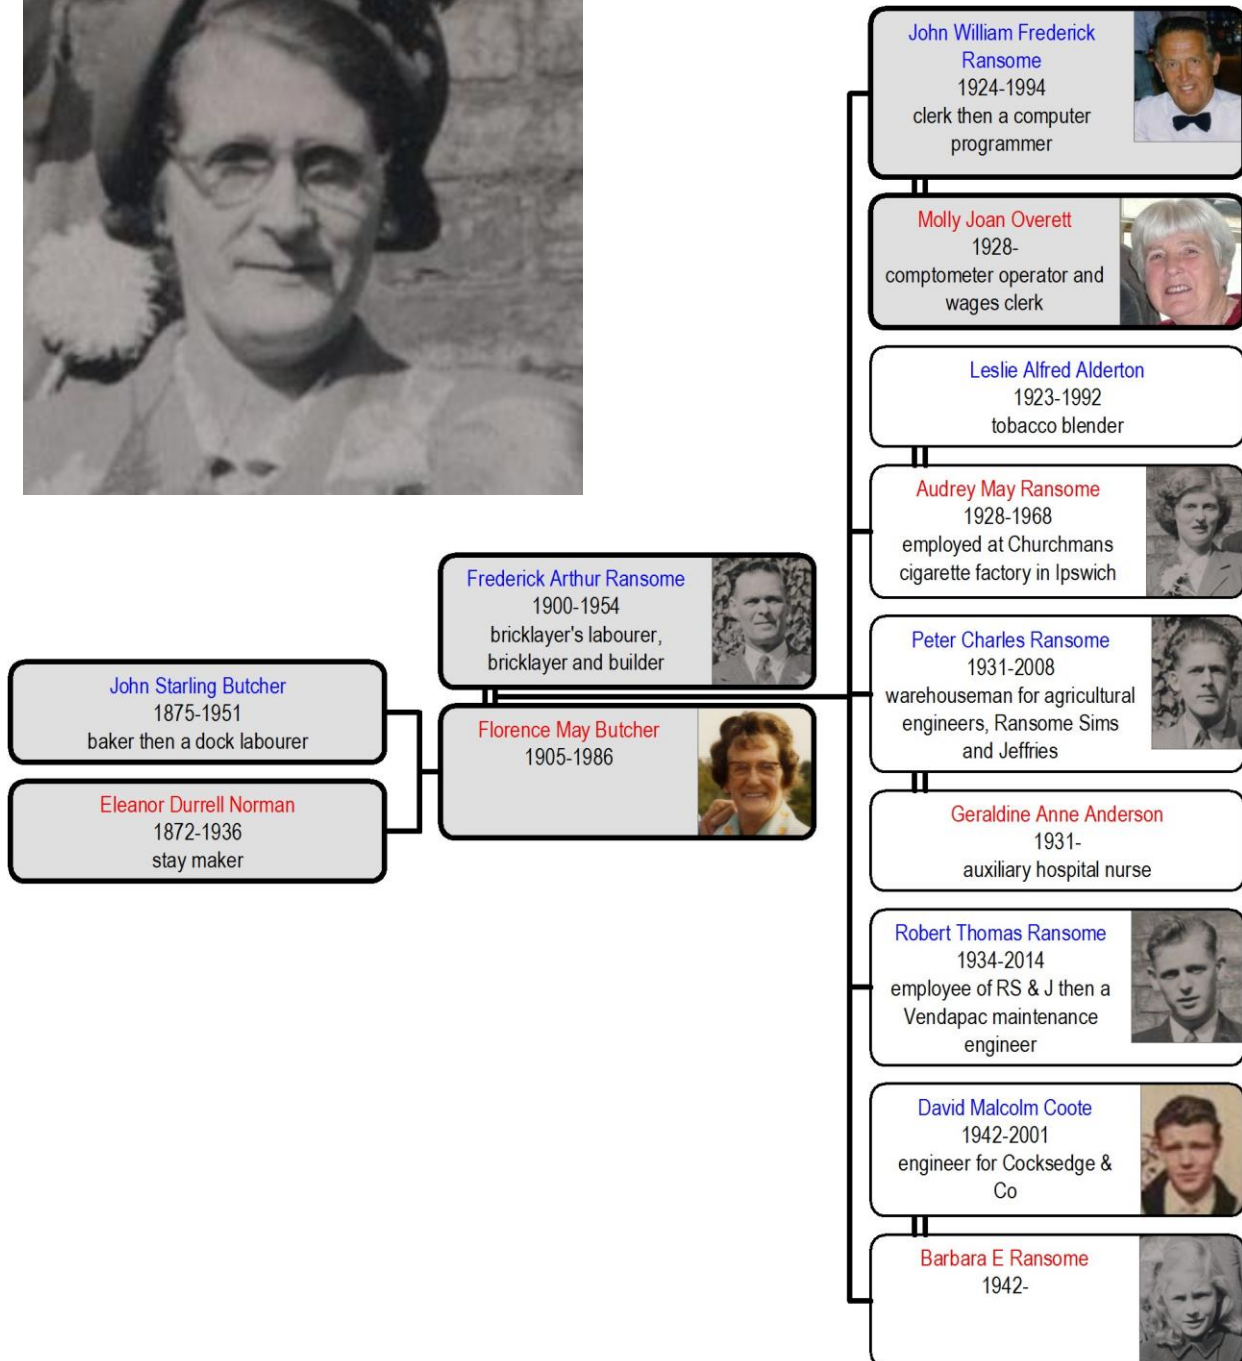 John William Frederick
Ransome
1924-1994
clerk then a computer
programmer
Molly Joan Overett
1928-
comptometer operator and
wages clerk
Leslie Alfred Alderton
1923-1992
tobacco blender
Audrey May Ransome
1928-1968
employed at Churchmans
cigarette factory in Ipswich
Frederick Arthur Ransome
1900-1954
bricklayer's labourer,
bricklayer and builder
Peter Charles Ransome
1931-2008
warehouseman for agricultural
engineers, Ransome Sims
and Jeffries
John Starling Butcher
1875-1951
baker then a dock labourer
Florence May Butcher
1905-1986
Eleanor Durrell Norman
1872-1936
stay maker
Geraldine Anne Anderson
1931-
auxiliary hospital nurse
Robert Thomas Ransome
1934-2014
employee of RS & J then a
Vendapac maintenance
engineer
David Malcolm Coote
1942-2001
engineer for Cocksedge &
Co
Barbara E Ransome
1942-